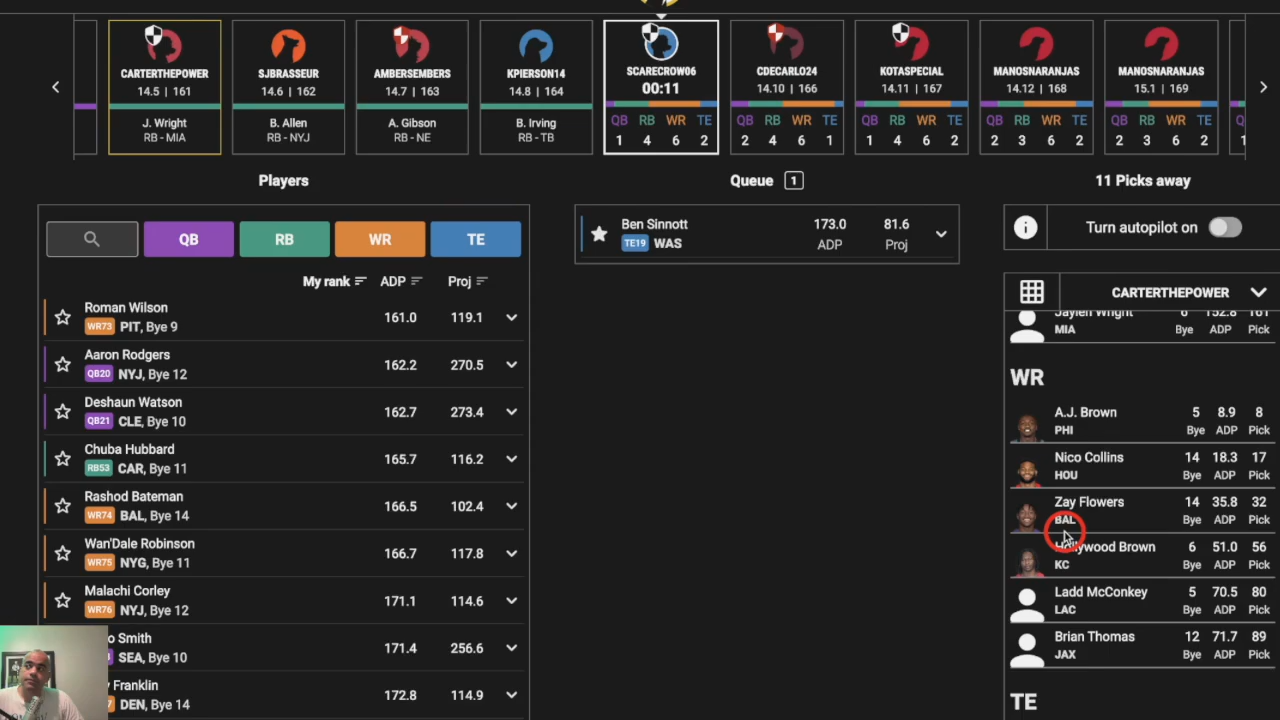 CARTERTHEPOWER
14.5 | 161
J. Wright
RB - MIA
SJBRASSEUR
14.6 | 162
B. Allen
RB - NYJ
AMBERSEMBERS
14.7 | 163
A. Gibson
RB - NE
KPIERSON14
14.8 | 164
B. Irving
RB - TB
SCARECROW06
00:11
QB RB WR TE
1 4 6 2
CDECARLO24
14.10 | 166
QB RB WR TE
2 4 6 1
KOTASPECIAL
14.11 | 167
QB RB WR TE
1 4 6 2
MANOSNARANJAS
14.12 | 168
QB RB WR TE
2 3 6 2
MANOSNARANJAS
15.1 | 169
QB RB WR TE
2 3 6 2
Players
QB RB WR TE
My rank ADP Proj
Roman Wilson
WR73 PIT, Bye 9
161.0 119.1
Aaron Rodgers
QB20 NYJ, Bye 12
162.2 270.5
Deshaun Watson
QB21 CLE, Bye 10
162.7 273.4
Chuba Hubbard
RB53 CAR, Bye 11
165.7 116.2
Rashod Bateman
WR74 BAL, Bye 14
166.5 102.4
Wan'Dale Robinson
WR75 NYG, Bye 11
166.7 117.8
Malachi Corley
WR76 NYJ, Bye 12
171.1 114.6
Smith
SEA, Bye 10
171.4 256.6
Franklin
DEN, Bye 14
172.8 114.9
Queue 1
Ben Sinnott
TE19 WAS
173.0 81.6
ADP Proj
11 Picks away
Turn autopilot on
CARTERTHEPOWER
Jaylen Wright 6 152.8 161
MIA Bye ADP Pick
WR
A.J. Brown 5 8.9 8
PHI Bye ADP Pick
Nico Collins 14 18.3 17
HOU Bye ADP Pick
Zay Flowers 14 35.8 32
BAL Bye ADP Pick
Hollywood Brown 6 51.0 56
KC Bye ADP Pick
Ladd McConkey 5 70.5 80
LAC Bye ADP Pick
Brian Thomas 12 71.7 89
JAX Bye ADP Pick
TE